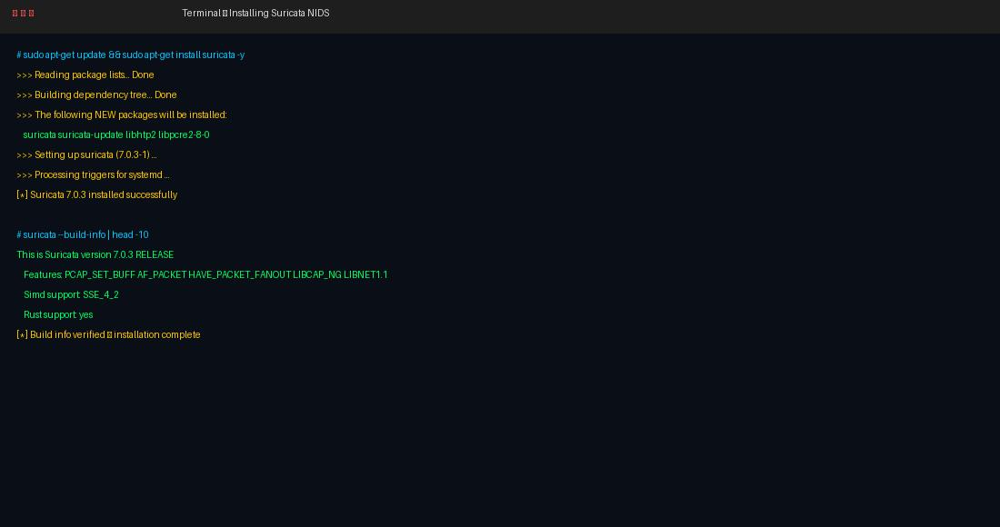 Terminal Installing Suricata NIDS
# sudo apt-get update && sudo apt-get install suricata -y
>>> Reading package lists... Done
>>> Building dependency tree... Done
>>> The following NEW packages will be installed:
suricata suricata-update libhtp2 libpcre2-8-0
>>> Setting up suricata (7.0.3-1) ...
>>> Processing triggers for systemd ...
[*] Suricata 7.0.3 installed successfully
# suricata --build-info | head -10
This is Suricata version 7.0.3 RELEASE
Features: PCAP_SET_BUFF AF_PACKET HAVE_PACKET_FANOUT LIBCAP_NG LIBNET1.1
Simd support: SSE_4_2
Rust support: yes
[*] Build info verified installation complete